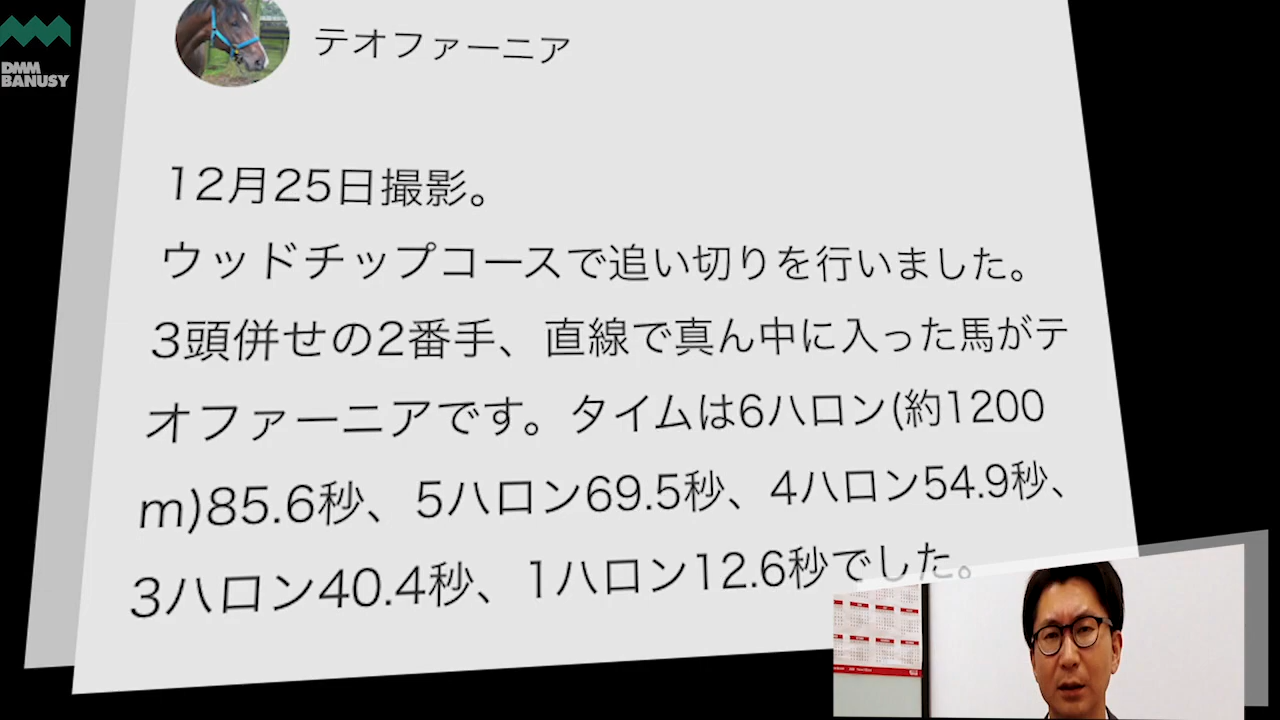 DMM
BANUSY
テオファーニア
12月25日撮影。
ウッドチップコースで追い切りを行いました。
3頭併せの2番手、直線で真ん中に入った馬がテ
オファーニアです。タイムは6ハロン(約1200
m)85.6秒、5ハロン69.5秒、4ハロン54.9秒、
3ハロン40.4秒、1ハロン12.6秒でした。